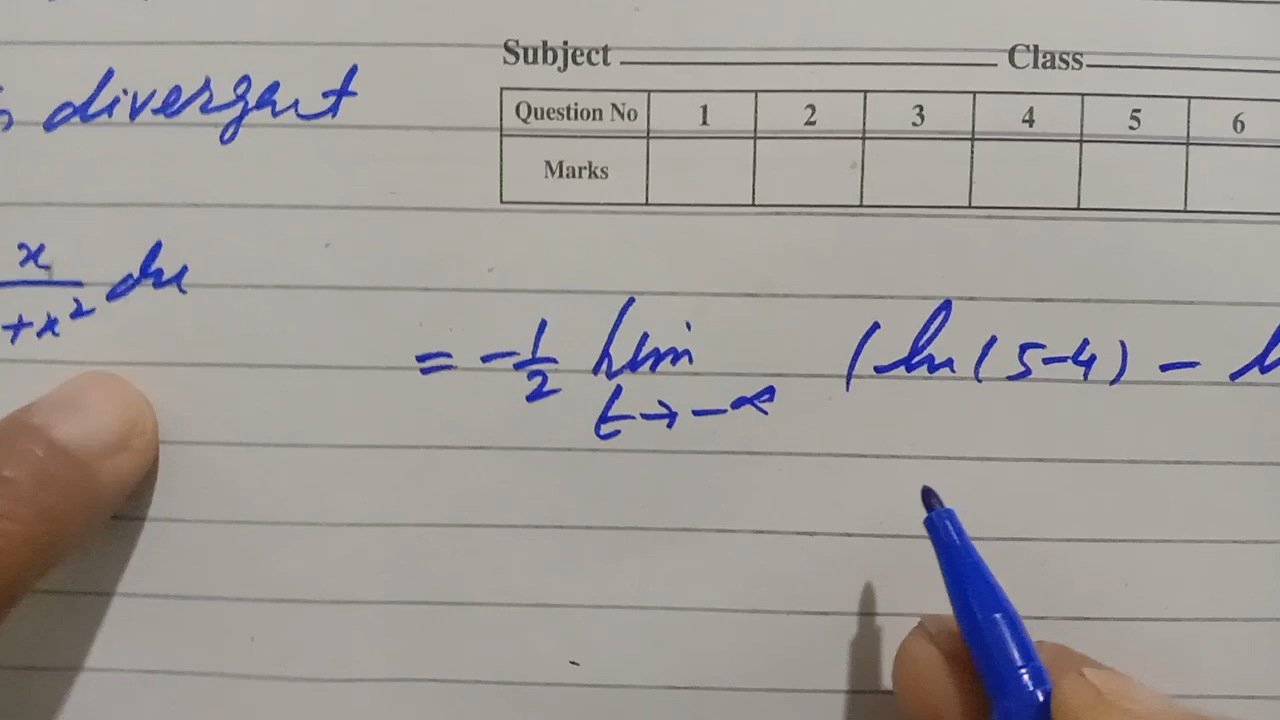 Subject Class
divergent
Question No 1 2 3 4 5 6
Marks
x
+x² dx
= -1/2 lim (ln(5-4) -
t→-∞